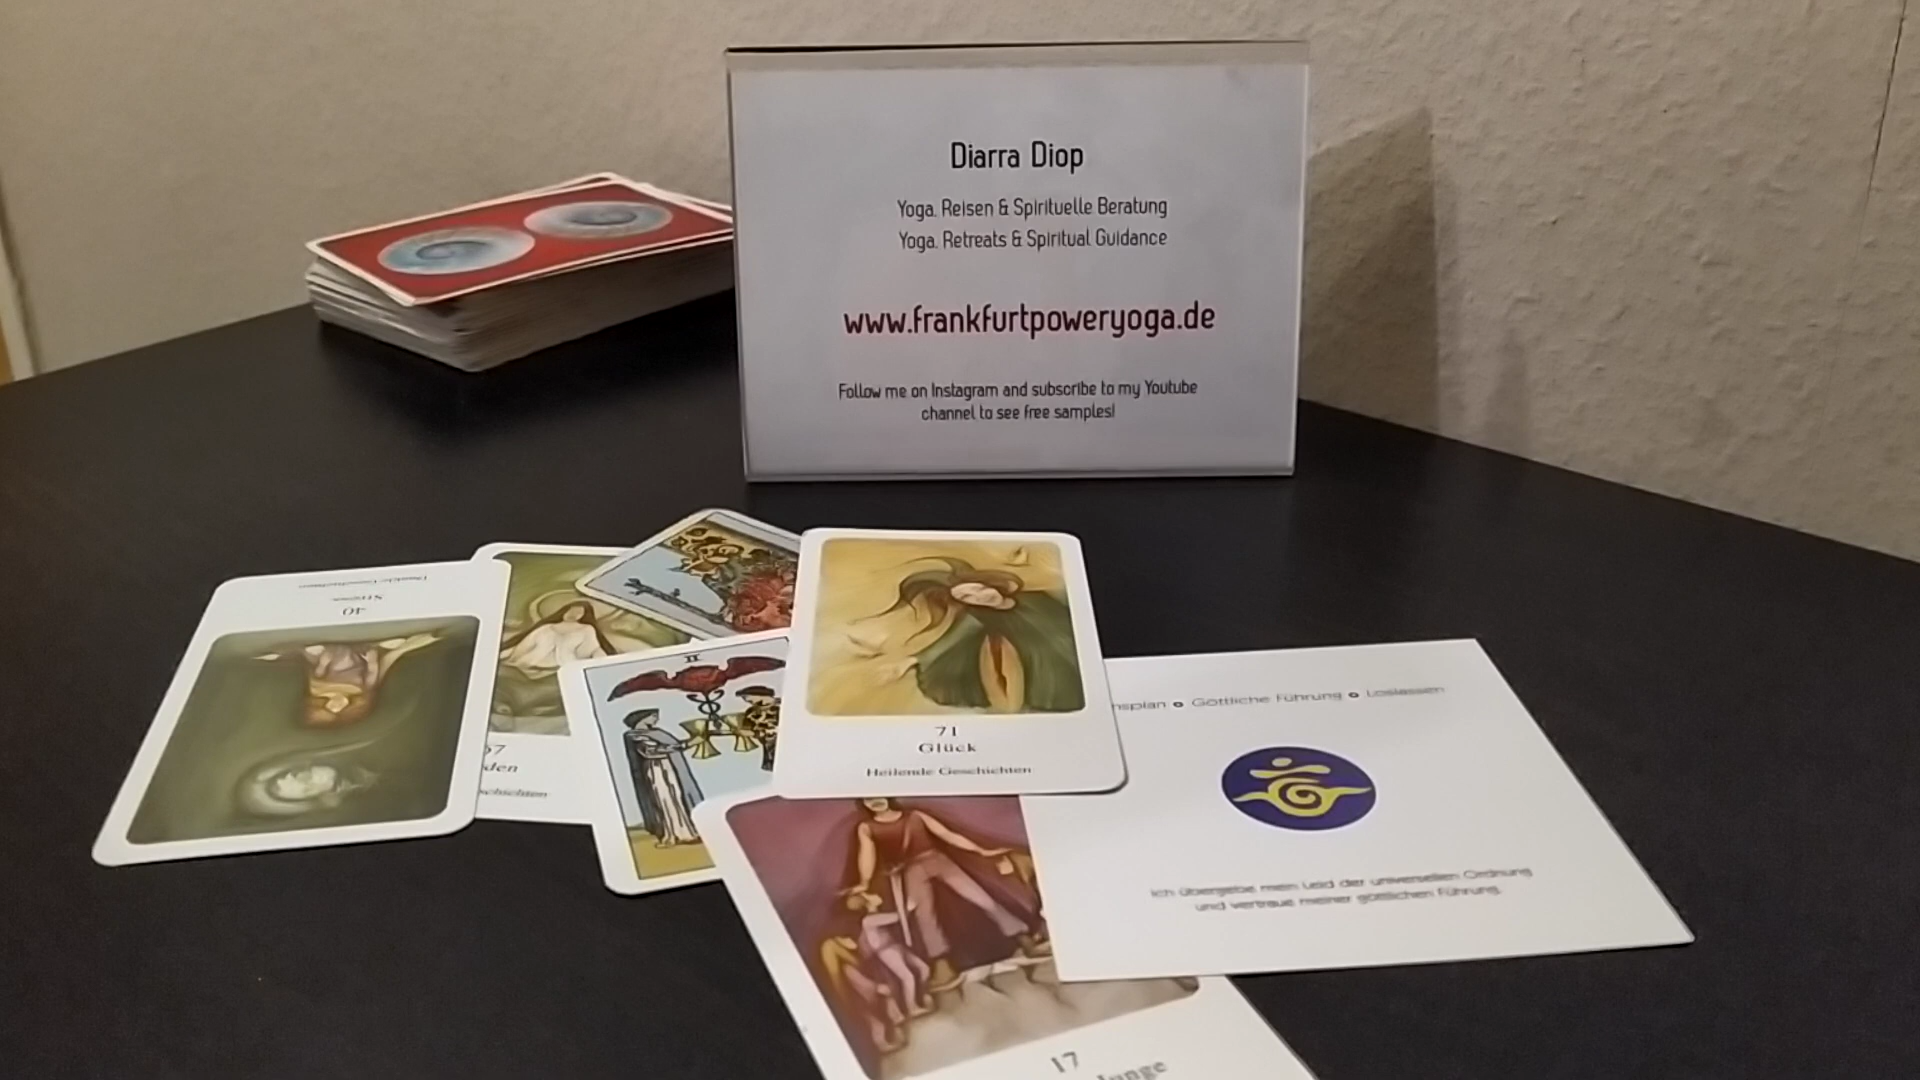 Diarra Diop
Yoga, Reisen & Spirituelle Beratung
Yoga, Retreats & Spiritual Guidance
www.frankfurtpoweryoga.de
Follow me on Instagram and subscribe to my Youtube
channel to see free samples!
40
II
71
Glück
Heilende Geschichten
Göttliche Führung • Loslassen
Ich übergebe mein Leid der universellen Ordnung
und vertraue meiner göttlichen Führung.
17